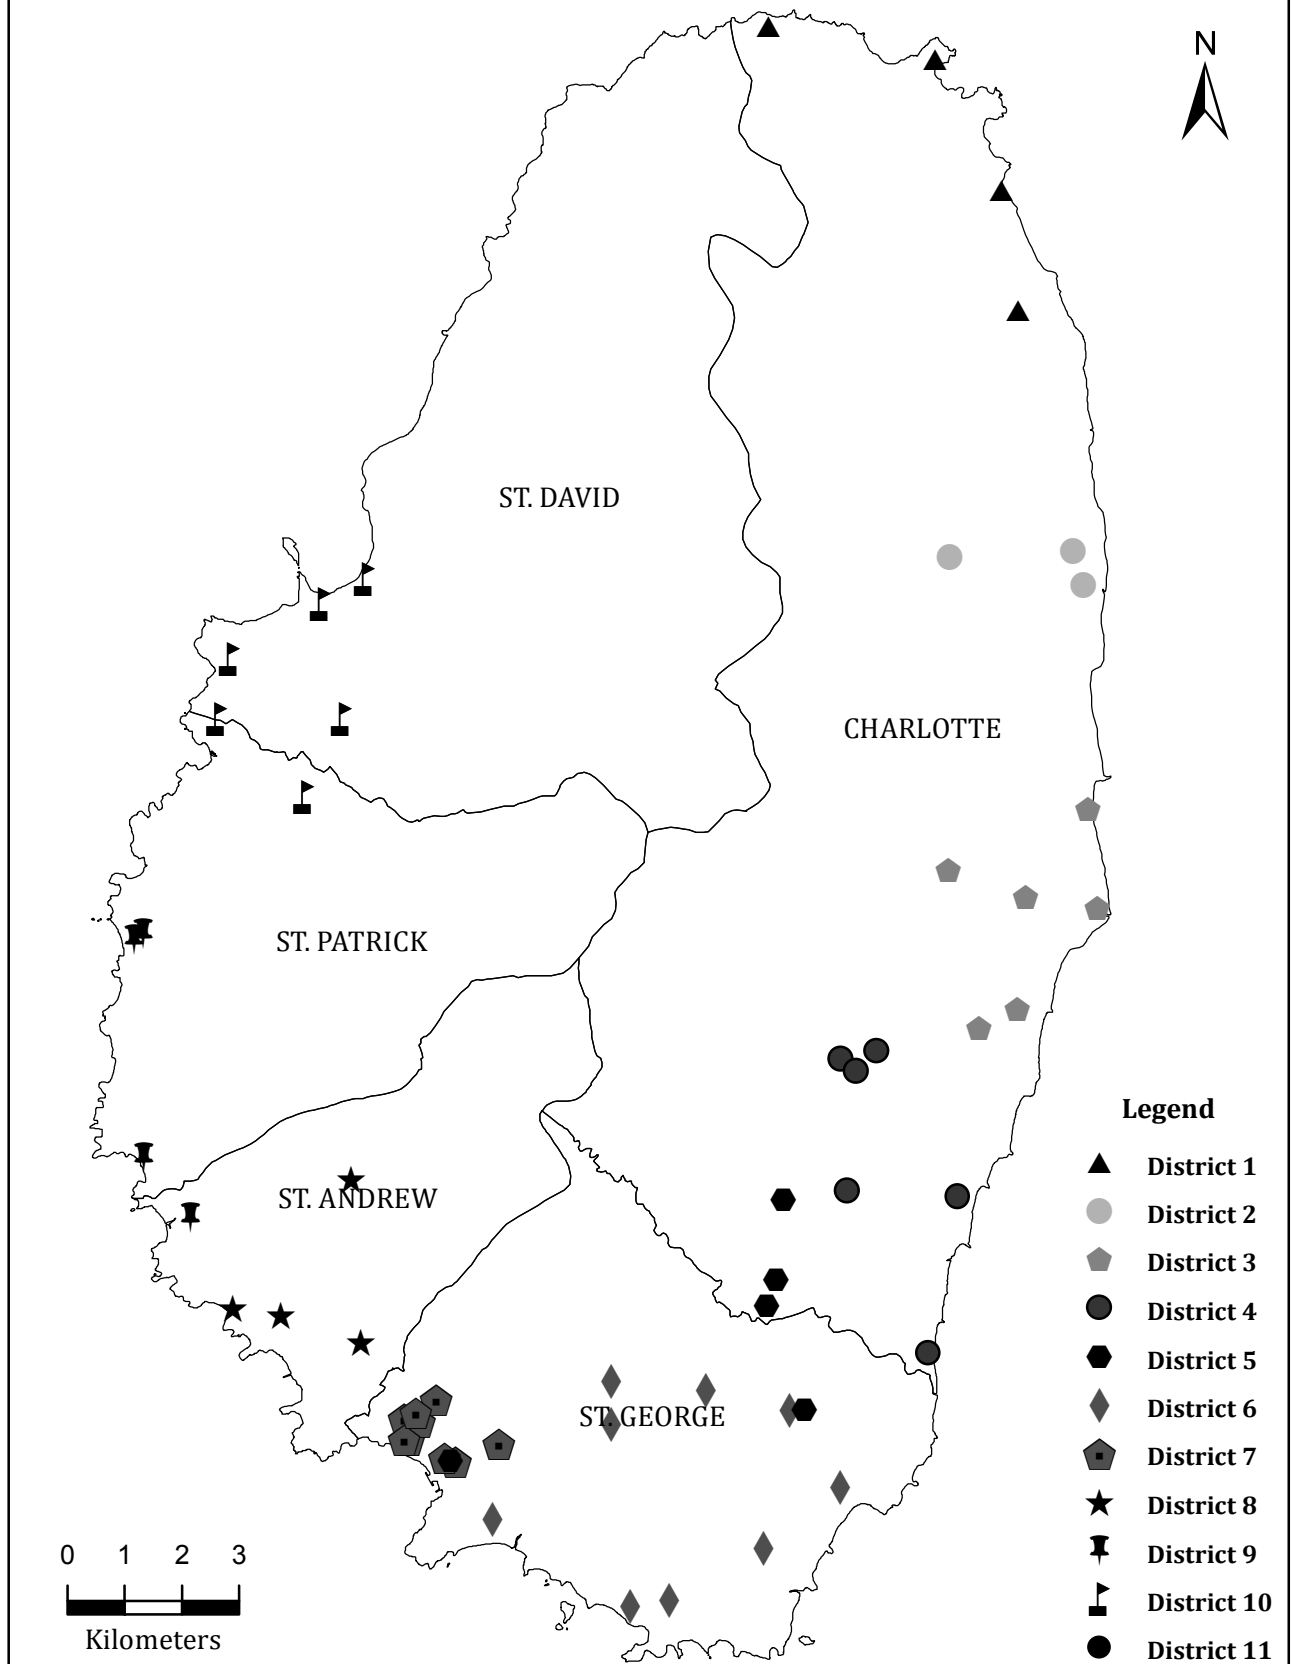 N
ST. DAVID
CHARLOTTE
ST. PATRICK
ST. ANDREW
ST. GEORGE
Legend
District 1
District 2
District 3
District 4
District 5
District 6
District 7
District 8
District 9
District 10
District 11
0 1 2 3
Kilometers